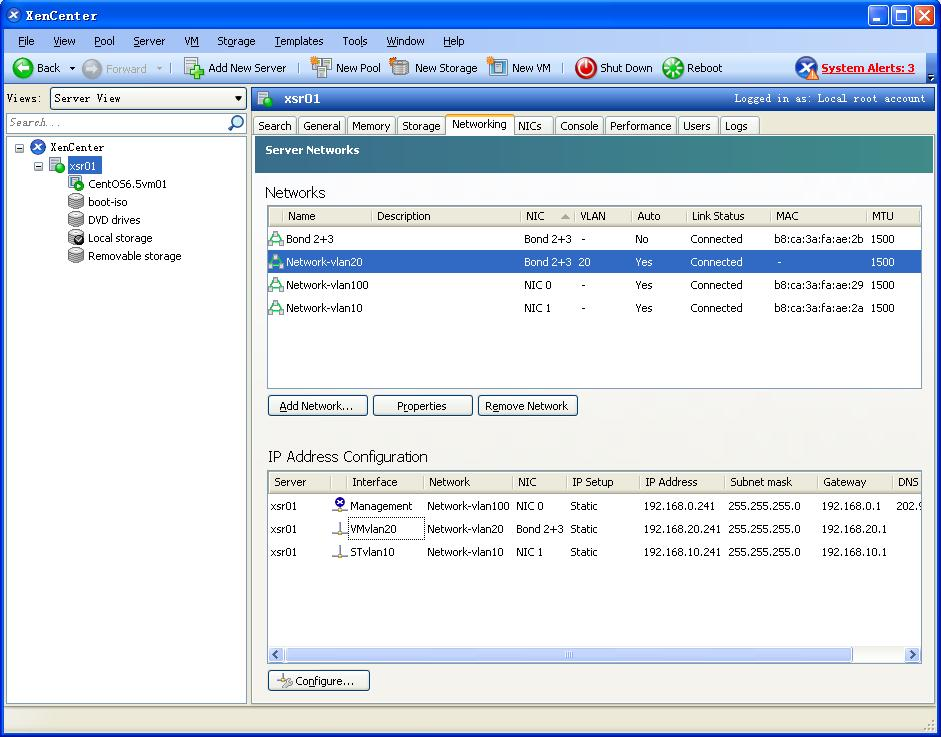 XenCenter
File View Pool Server VM Storage Templates Tools Window Help
Back Forward Add New Server New Pool New Storage New VM Shut Down Reboot System Alerts: 3
Views: Server View
Search...
XenCenter
xsr01
CentOS6.5vm01
boot-iso
DVD drives
Local storage
Removable storage
xsr01 Logged in as: Local root account
Search General Memory Storage Networking NICs Console Performance Users Logs
Server Networks
Networks
Name Description NIC VLAN Auto Link Status MAC MTU
Bond 2+3 Bond 2+3 - No Connected b8:ca:3a:fa:ae:2b 1500
Network-vlan20 Bond 2+3 20 Yes Connected - 1500
Network-vlan100 NIC 0 - Yes Connected b8:ca:3a:fa:ae:29 1500
Network-vlan10 NIC 1 - Yes Connected b8:ca:3a:fa:ae:2a 1500
Add Network... Properties Remove Network
IP Address Configuration
Server Interface Network NIC IP Setup IP Address Subnet mask Gateway DNS
xsr01 Management Network-vlan100 NIC 0 Static 192.168.0.241 255.255.255.0 192.168.0.1 202.9
xsr01 VMvlan20 Network-vlan20 Bond 2+3 Static 192.168.20.241 255.255.255.0 192.168.20.1
xsr01 STvlan10 Network-vlan10 NIC 1 Static 192.168.10.241 255.255.255.0 192.168.10.1
Configure...